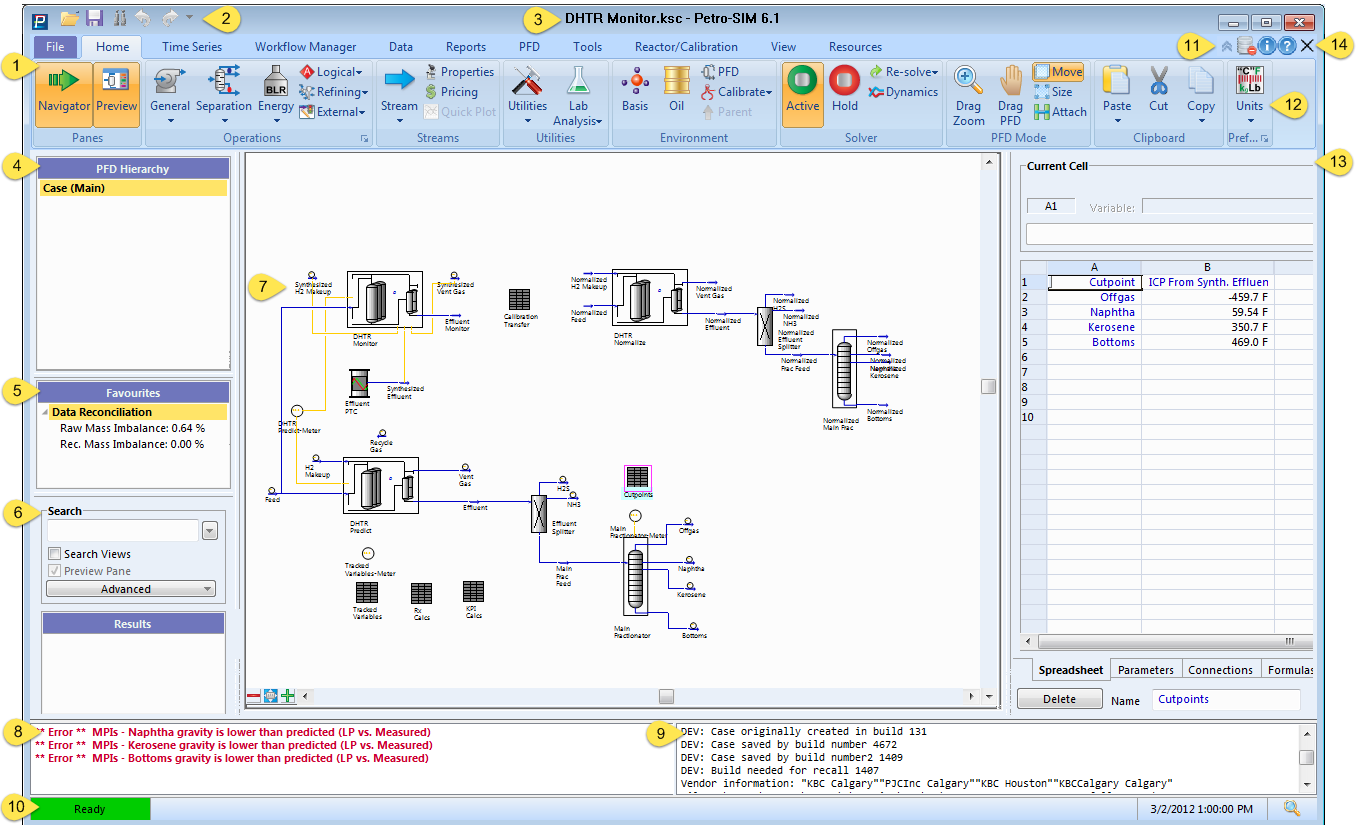 P
2
3
DHTR Monitor.ksc - Petro-SIM 6.1
File
Home
Time Series
Workflow Manager
Data
Reports
PFD
Tools
Reactor/Calibration
View
Resources
11
14
1
Navigator
Preview
Panes
General
Separation
BLR
Energy
Logical
Refining
External
Operations
Stream
Properties
Pricing
Quick Plot
Streams
Utilities
Lab
Analysis
Utilities
Basis
Oil
PFD
Calibrate
Parent
Environment
Active
Hold
Re-solve
Dynamics
Solver
Drag
Zoom
Drag
PFD
Move
Size
Attach
PFD Mode
Paste
Cut
Copy
Clipboard
Units
Pref...
12
4
PFD Hierarchy
Case (Main)
5
Favourites
Data Reconciliation
Raw Mass Imbalance: 0.64 %
Rec. Mass Imbalance: 0.00 %
6
Search
Search Views
Preview Pane
Advanced
Results
7
Synthesized
H2 Makeup
Synthesized
Vent Gas
Effluent
Monitor
DHTR
Monitor
Calibration
Transfer
Effluent
PTC
Synthesized
Effluent
DHTR
Predict-Meter
Normalized
H2 Makeup
Normalized
Feed
Normalized
Vent Gas
Normalized
Effluent
DHTR
Normalize
Normalized
H2S
Normalized
NH3
Normalized
Effluent
Splitter
Normalized
Frac Feed
Normalized
Offgas
Normalized
Kerosene
Normalized
Bottoms
Normalized
Main Frac
Recycle
Gas
H2
Makeup
Feed
Vent
Gas
Effluent
DHTR
Predict
H2S
NH3
Effluent
Splitter
Main
Frac
Feed
Cutpoints
Main
Fractionator-Meter
Offgas
Naphtha
Kerosene
Bottoms
Main
Fractionator
Tracked
Variables-Meter
Tracked
Variables
Rx
Calcs
KPI
Calcs
13
Current Cell
A1
Variable:
A
B
1 Cutpoint ICP From Synth. Effluen
2 Offgas -459.7 F
3 Naphtha 59.54 F
4 Kerosene 350.7 F
5 Bottoms 469.0 F
6
7
8
9
10
Spreadsheet
Parameters
Connections
Formulas
Delete
Name
Cutpoints
8
** Error ** MPIs - Naphtha gravity is lower than predicted (LP vs. Measured)
** Error ** MPIs - Kerosene gravity is lower than predicted (LP vs. Measured)
** Error ** MPIs - Bottoms gravity is lower than predicted (LP vs. Measured)
9
DEV: Case originally created in build 131
DEV: Case saved by build number 4672
DEV: Case saved by build number2 1409
DEV: Build needed for recall 1407
Vendor information: "KBC Calgary""PJCInc Calgary""KBC Houston""KBCCalgary Calgary"
10
Ready
3/2/2012 1:00:00 PM